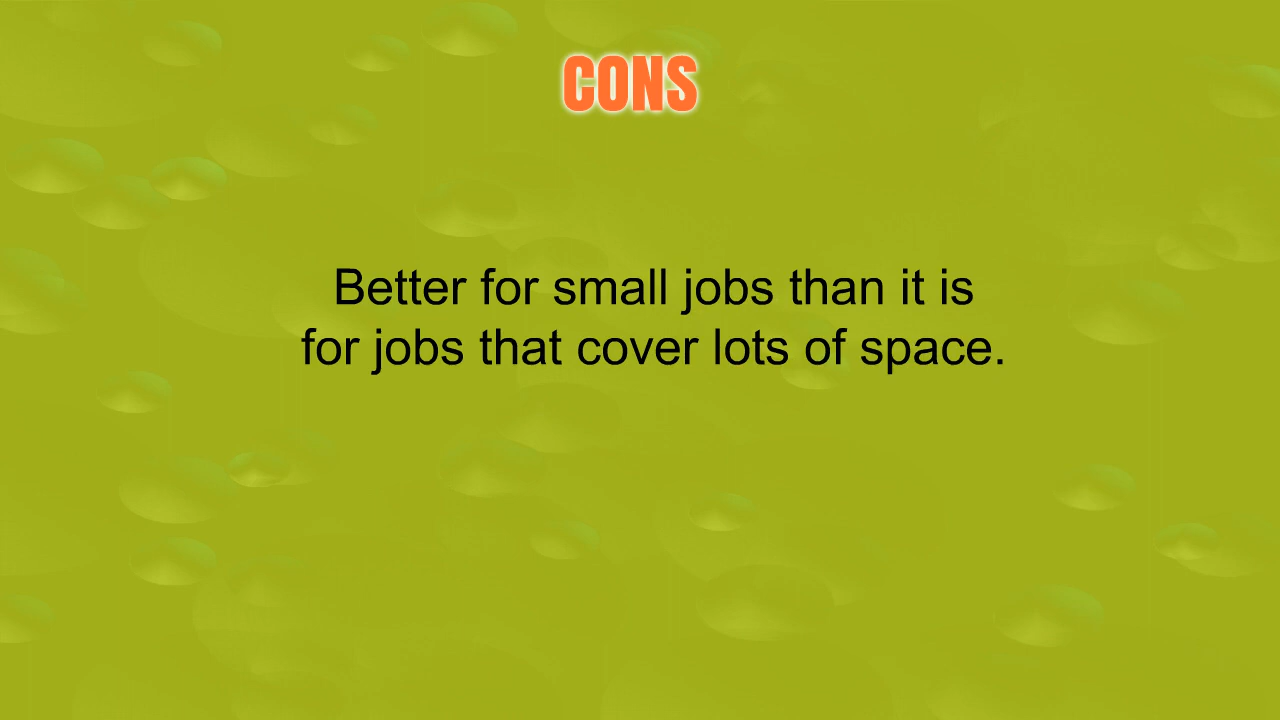 CONS
Better for small jobs than it is
for jobs that cover lots of space.